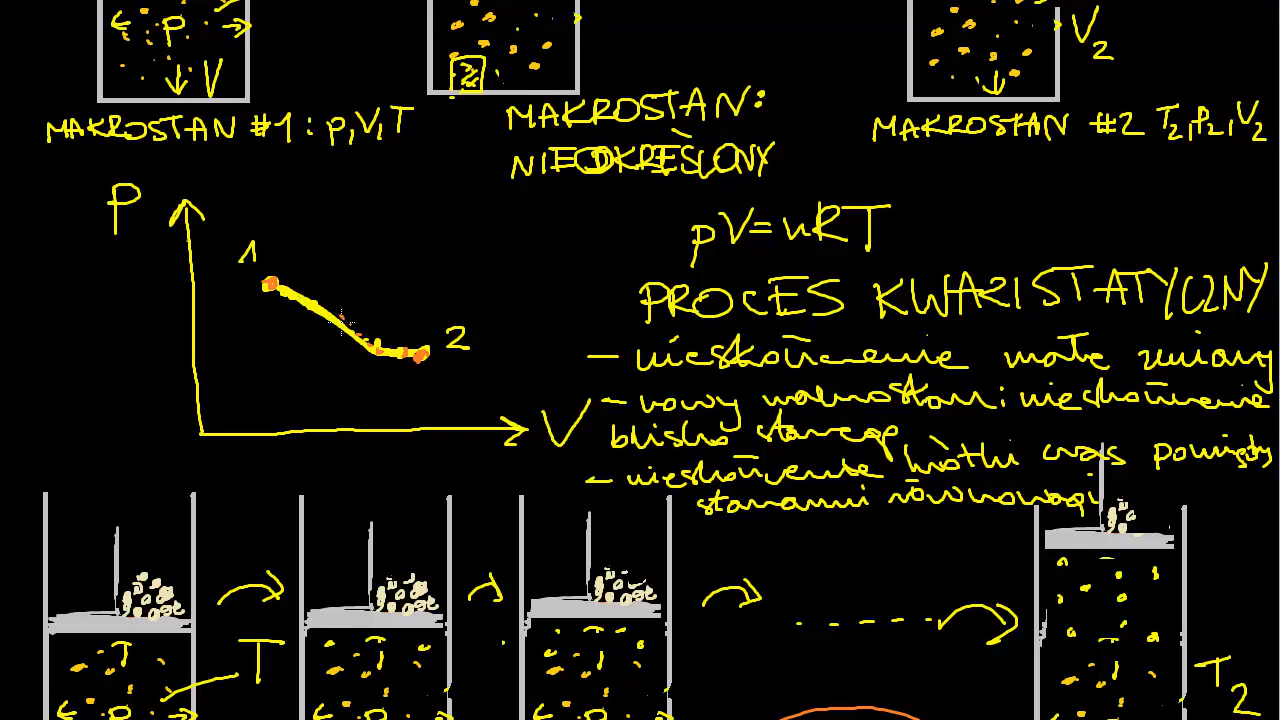 P
V
V2
2
MAKROSTAN #1: p,V,T
MAKROSTAN:
NIEOKREŚLONY
MAKROSTAN #2 T2,P2,V2
P
1
2
V
pV=nRT
PROCES KWAZISTATYCZNY
- nieskończenie małe zmiany
- nowy makrostan: nieskończenie
blisko starego
- nieskończenie krótki czas pomiędzy
stanami równowagi
T
T
T
T
T2
P
P
P